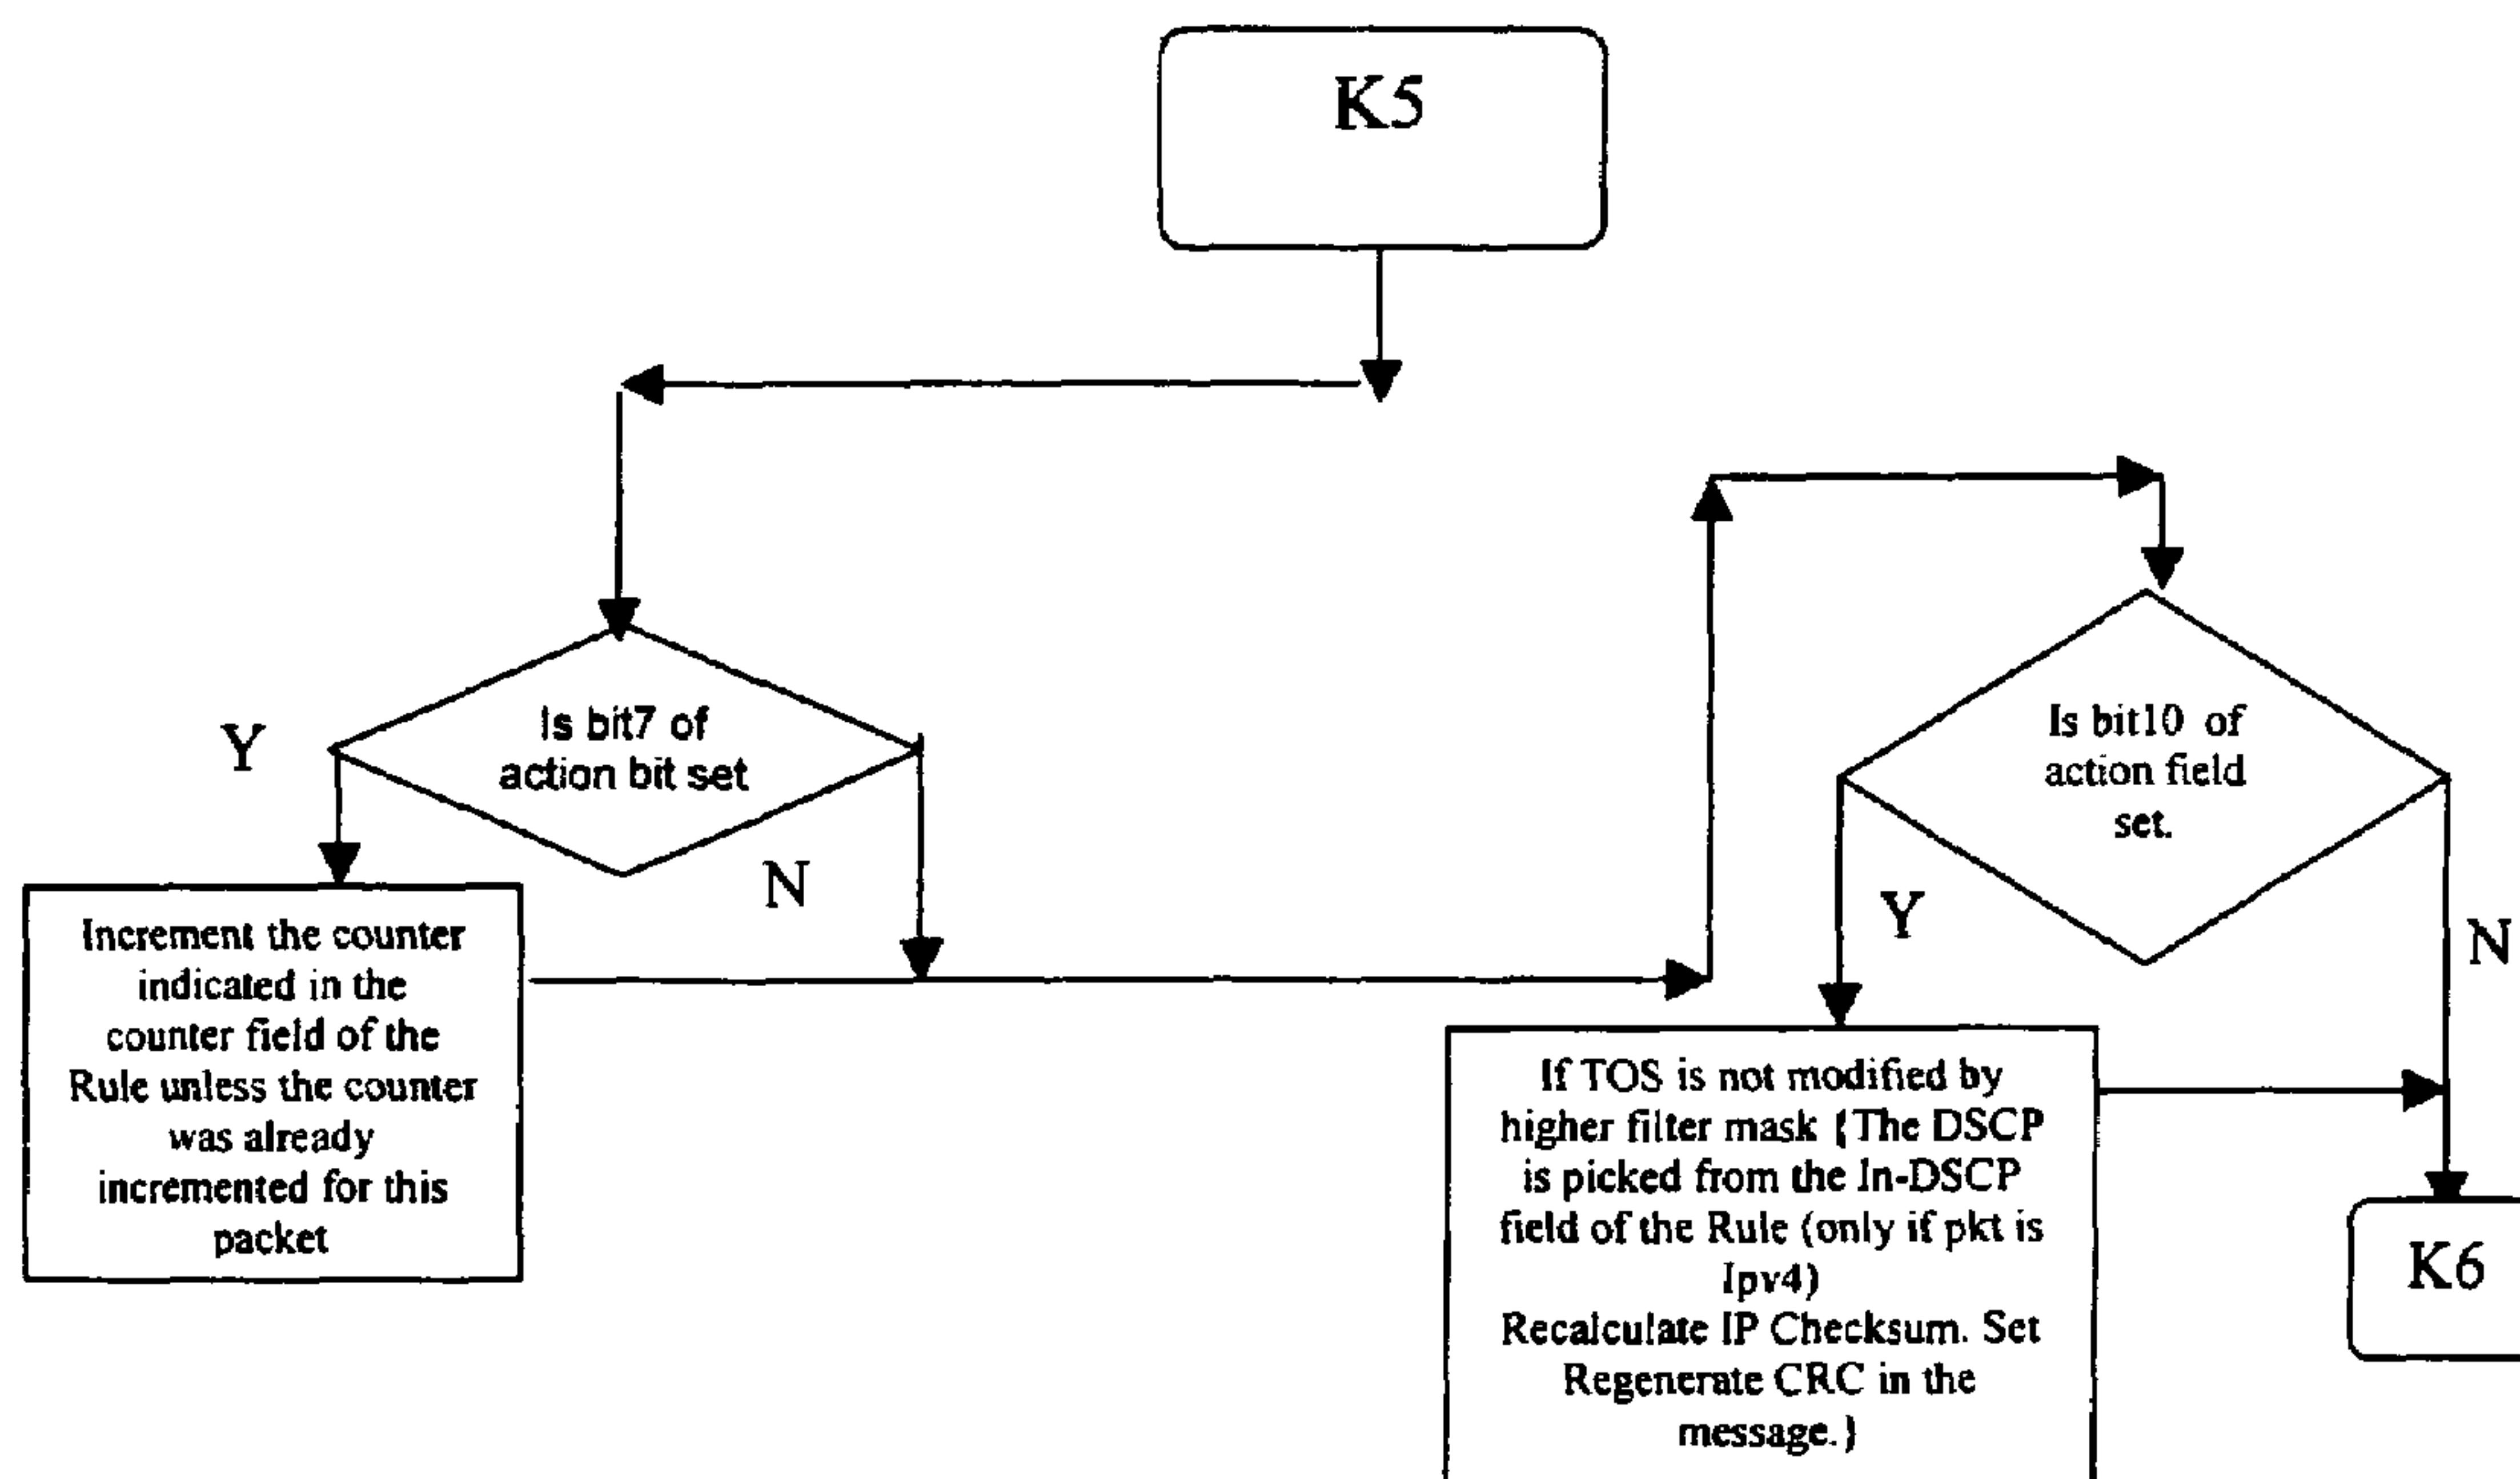 K5
Is bit7 of
action bit set
Y
N
Increment the counter
indicated in the
counter field of the
Rule unless the counter
was already
incremented for this
packet
Is bit10 of
action field
set.
Y
N
If TOS is not modified by
higher filter mask {The DSCP
is picked from the In-DSCP
field of the Rule (only if pkt is
Ipv4)
Recalculate IP Checksum. Set
Regenerate CRC in the
message.}
K6